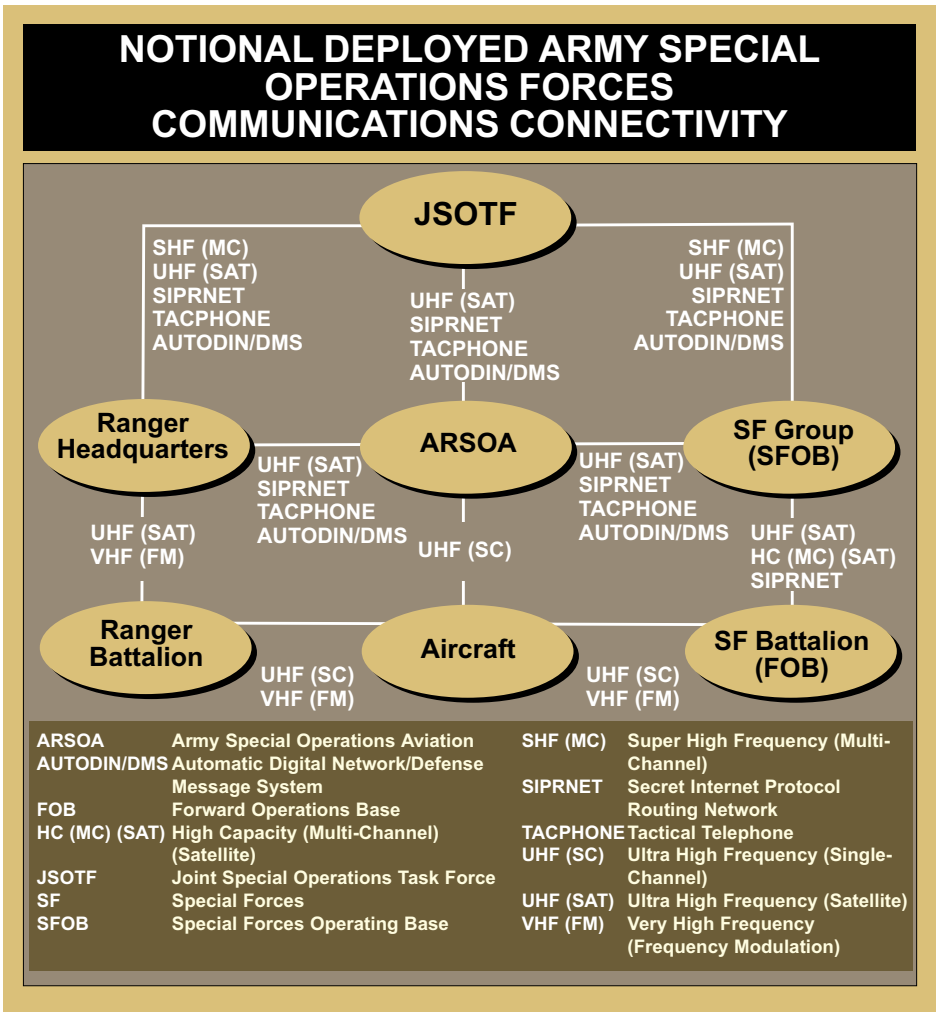 NOTIONAL DEPLOYED ARMY SPECIAL
OPERATIONS FORCES
COMMUNICATIONS CONNECTIVITY
JSOTF
SHF (MC)
UHF (SAT)
SIPRNET
TACPHONE
AUTODIN/DMS
UHF (SAT)
SIPRNET
TACPHONE
AUTODIN/DMS
SHF (MC)
UHF (SAT)
SIPRNET
TACPHONE
AUTODIN/DMS
Ranger
Headquarters
UHF (SAT)
SIPRNET
TACPHONE
AUTODIN/DMS
ARSOA
UHF (SAT)
SIPRNET
TACPHONE
AUTODIN/DMS
SF Group
(SFOB)
UHF (SAT)
VHF (FM)
UHF (SC)
UHF (SAT)
HC (MC) (SAT)
SIPRNET
Ranger
Battalion
UHF (SC)
VHF (FM)
Aircraft
UHF (SC)
VHF (FM)
SF Battalion
(FOB)
ARSOA Army Special Operations Aviation
AUTODIN/DMS Automatic Digital Network/Defense
Message System
FOB Forward Operations Base
HC (MC) (SAT) High Capacity (Multi-Channel)
(Satellite)
JSOTF Joint Special Operations Task Force
SF Special Forces
SFOB Special Forces Operating Base
SHF (MC) Super High Frequency (Multi-
Channel)
SIPRNET Secret Internet Protocol
Routing Network
TACPHONE Tactical Telephone
UHF (SC) Ultra High Frequency (Single-
Channel)
UHF (SAT) Ultra High Frequency (Satellite)
VHF (FM) Very High Frequency
(Frequency Modulation)